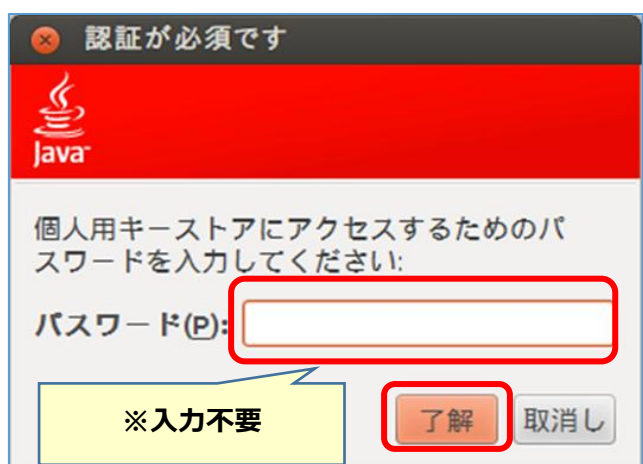 認証が必須です
Java
個人用キーストアにアクセスするためのパ
スワードを入力してください:
パスワード(P):
※入力不要
了解 取消し